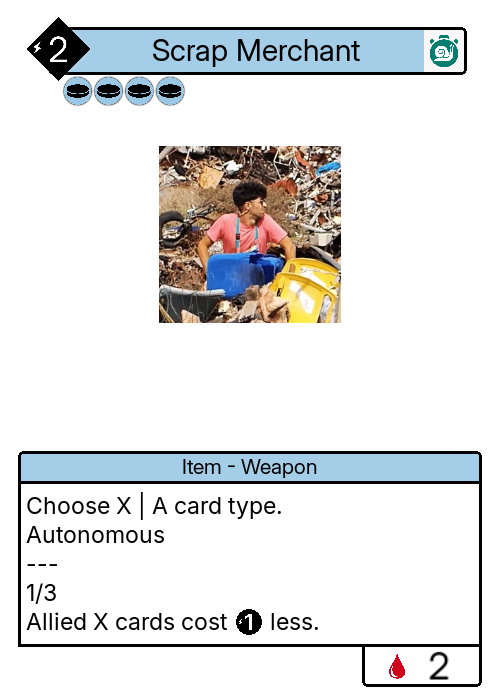 2
Scrap Merchant
Item - Weapon
Choose X | A card type.
Autonomous
---
1/3
Allied X cards cost 1 less.
2